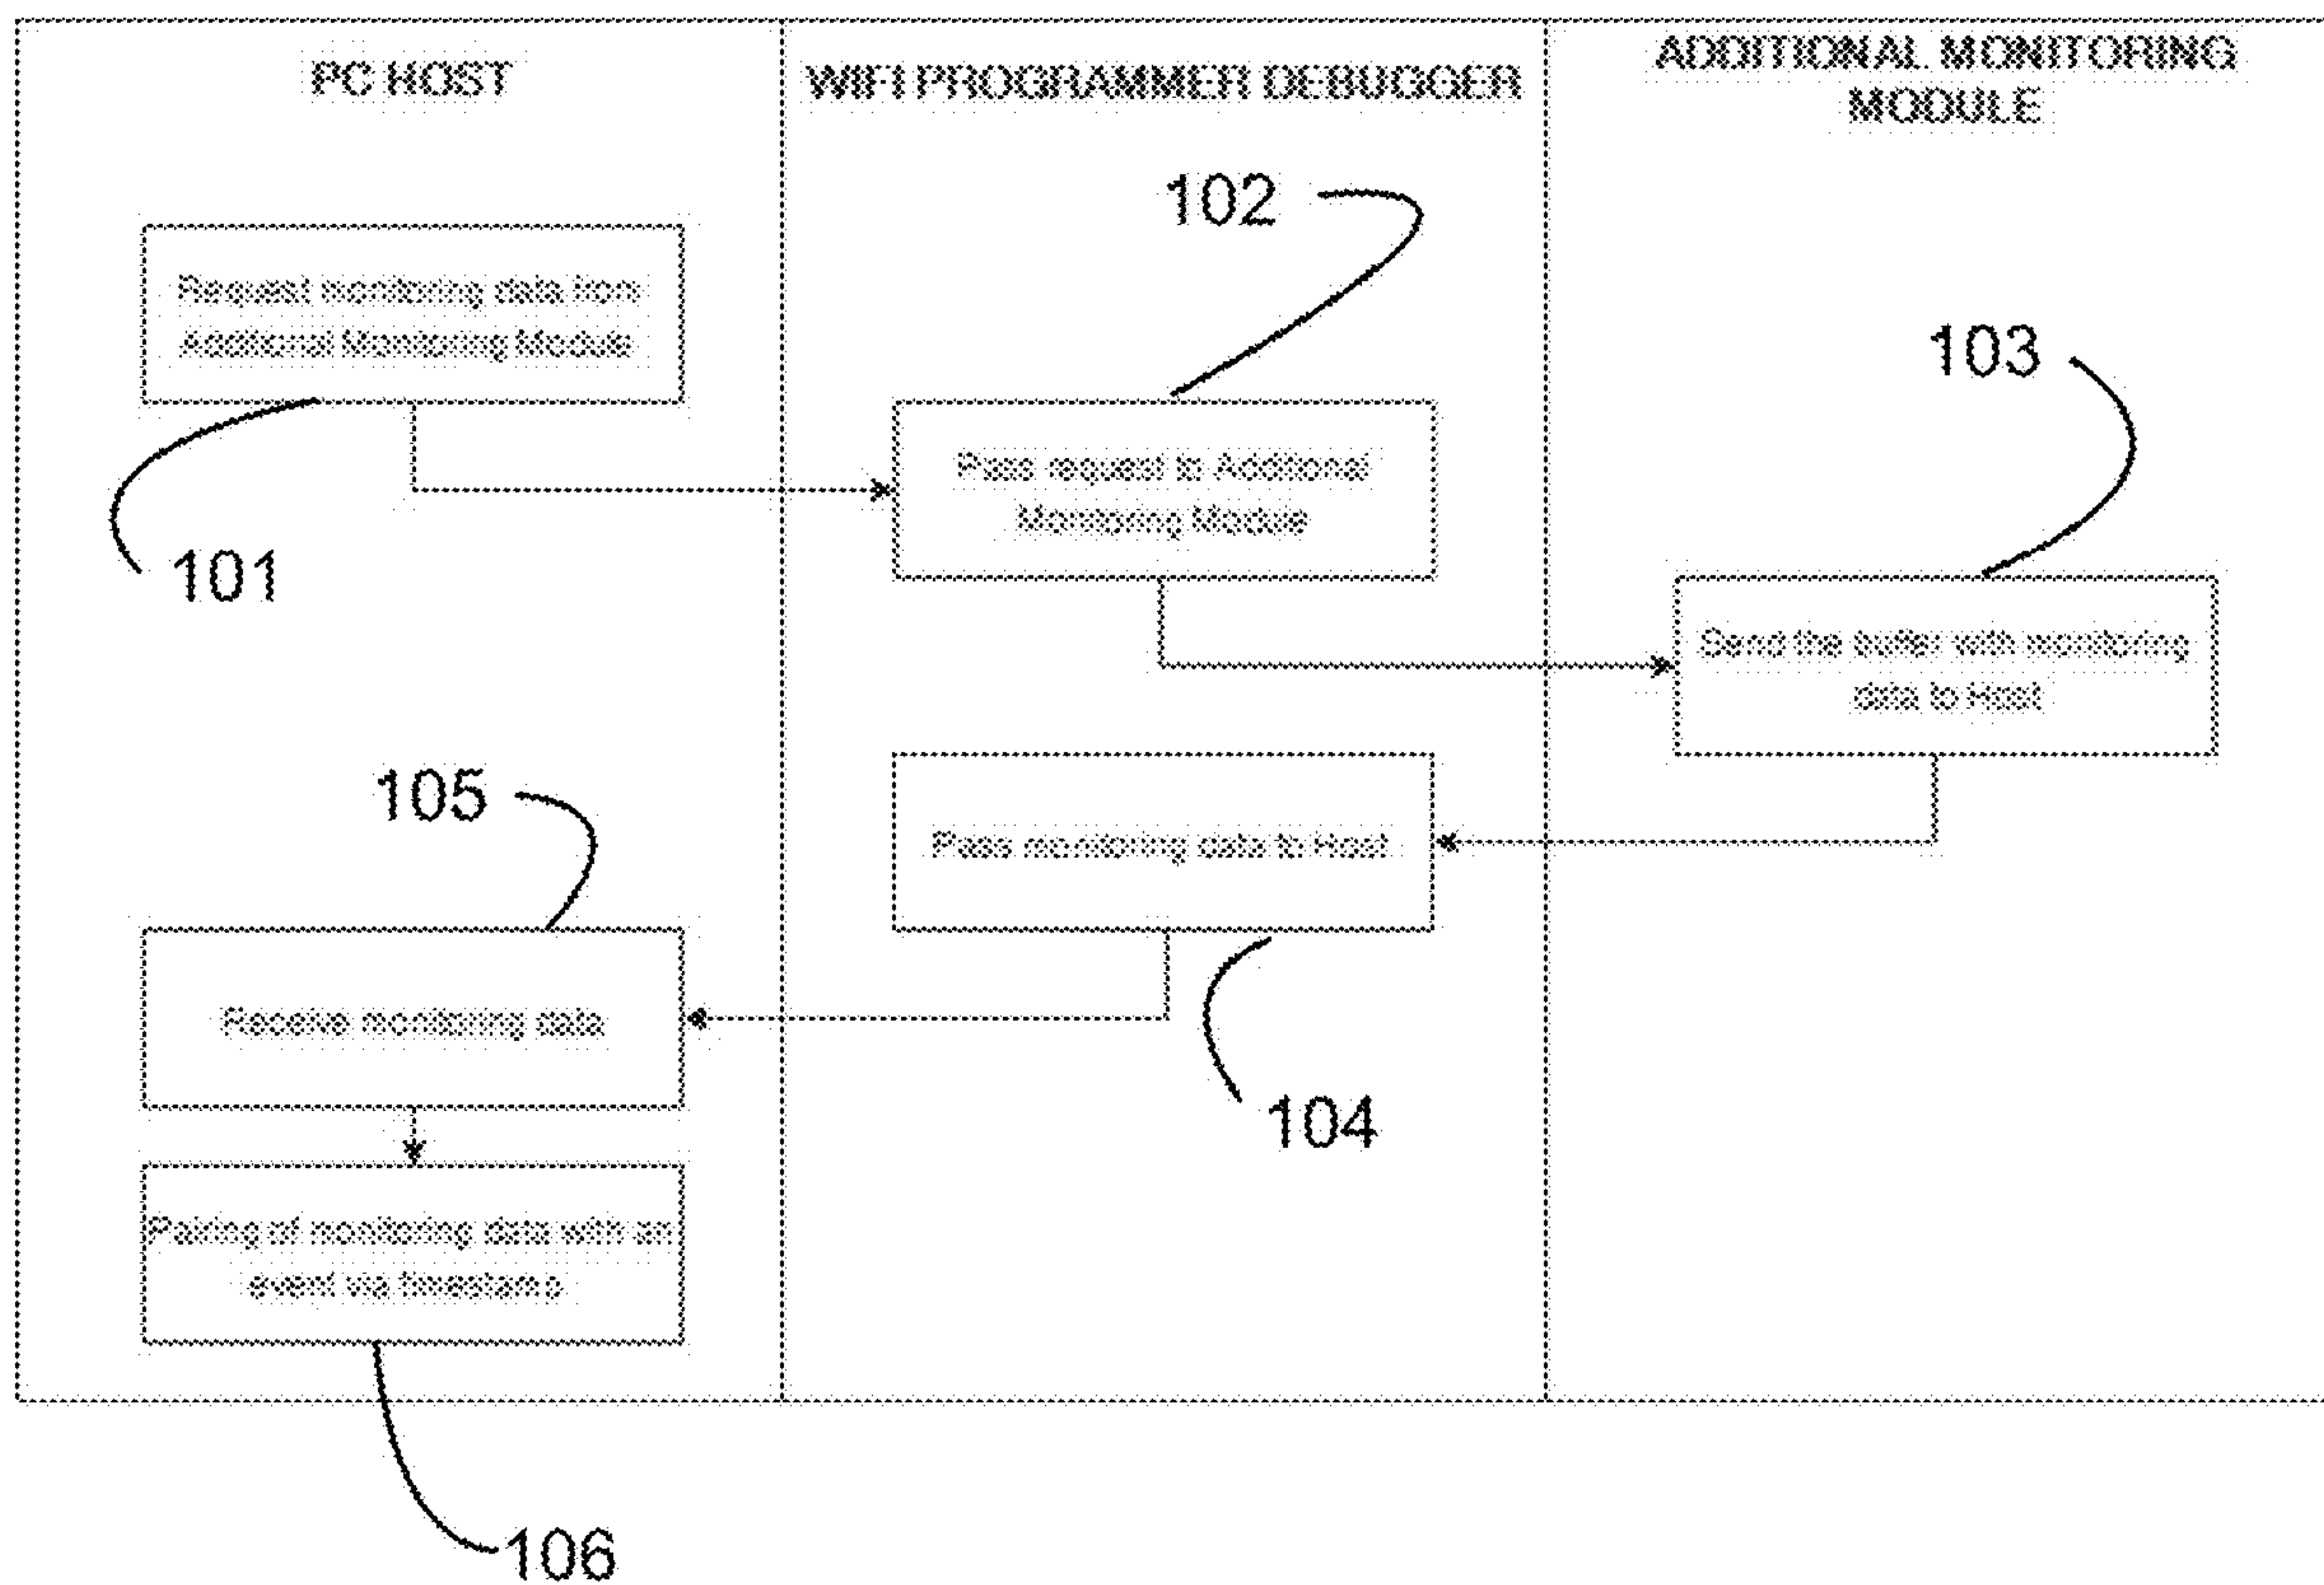 PC HOST
WIFI PROGRAMMER DEBUGGER
ADDITIONAL MONITORING
MODULE
102
103
Request monitoring data from
Additional Monitoring Module
Pass request to Additional
Monitoring Module
101
Send the buffer with monitoring
data to Host
105
Pass monitoring data to Host
Receive monitoring data
104
Pairing of monitoring data with an
event via timestamp
106